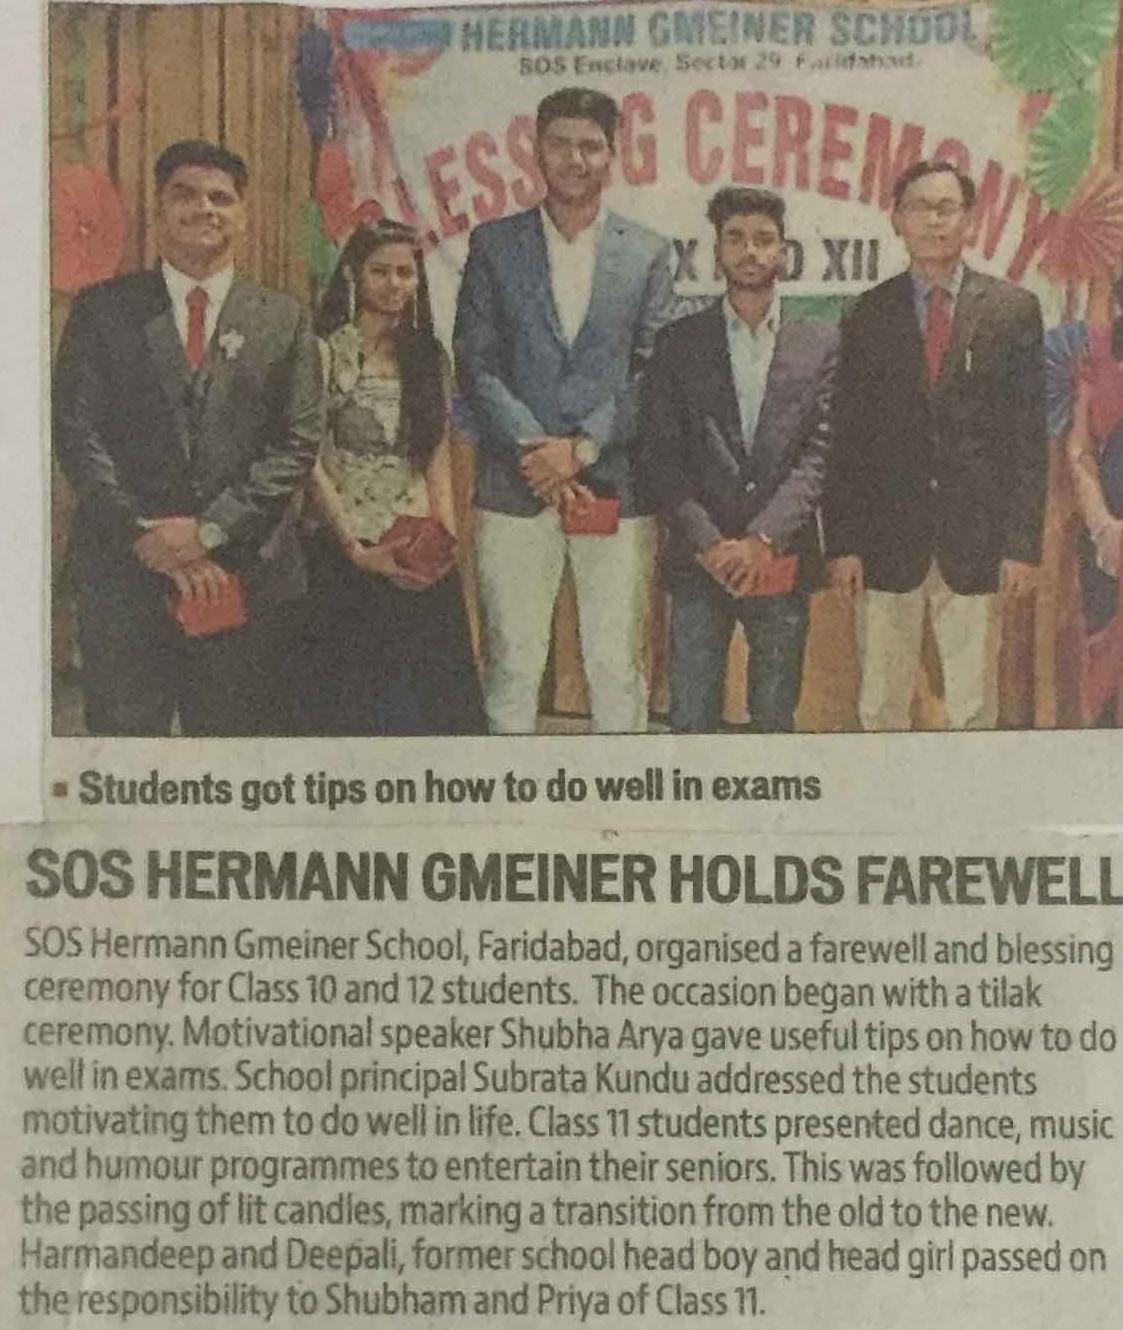 HERMANN GMEINER SCHOOL
SOS Enclave, Sector 29 Faridabad.
CEREMONY
X XII
Students got tips on how to do well in exams
SOS HERMANN GMEINER HOLDS FAREWELL
SOS Hermann Gmeiner School, Faridabad, organised a farewell and blessing
ceremony for Class 10 and 12 students. The occasion began with a tilak
ceremony. Motivational speaker Shubha Arya gave useful tips on how to do
well in exams. School principal Subrata Kundu addressed the students
motivating them to do well in life. Class 11 students presented dance, music
and humour programmes to entertain their seniors. This was followed by
the passing of lit candles, marking a transition from the old to the new.
Harmandeep and Deepali, former school head boy and head girl passed on
the responsibility to Shubham and Priya of Class 11.